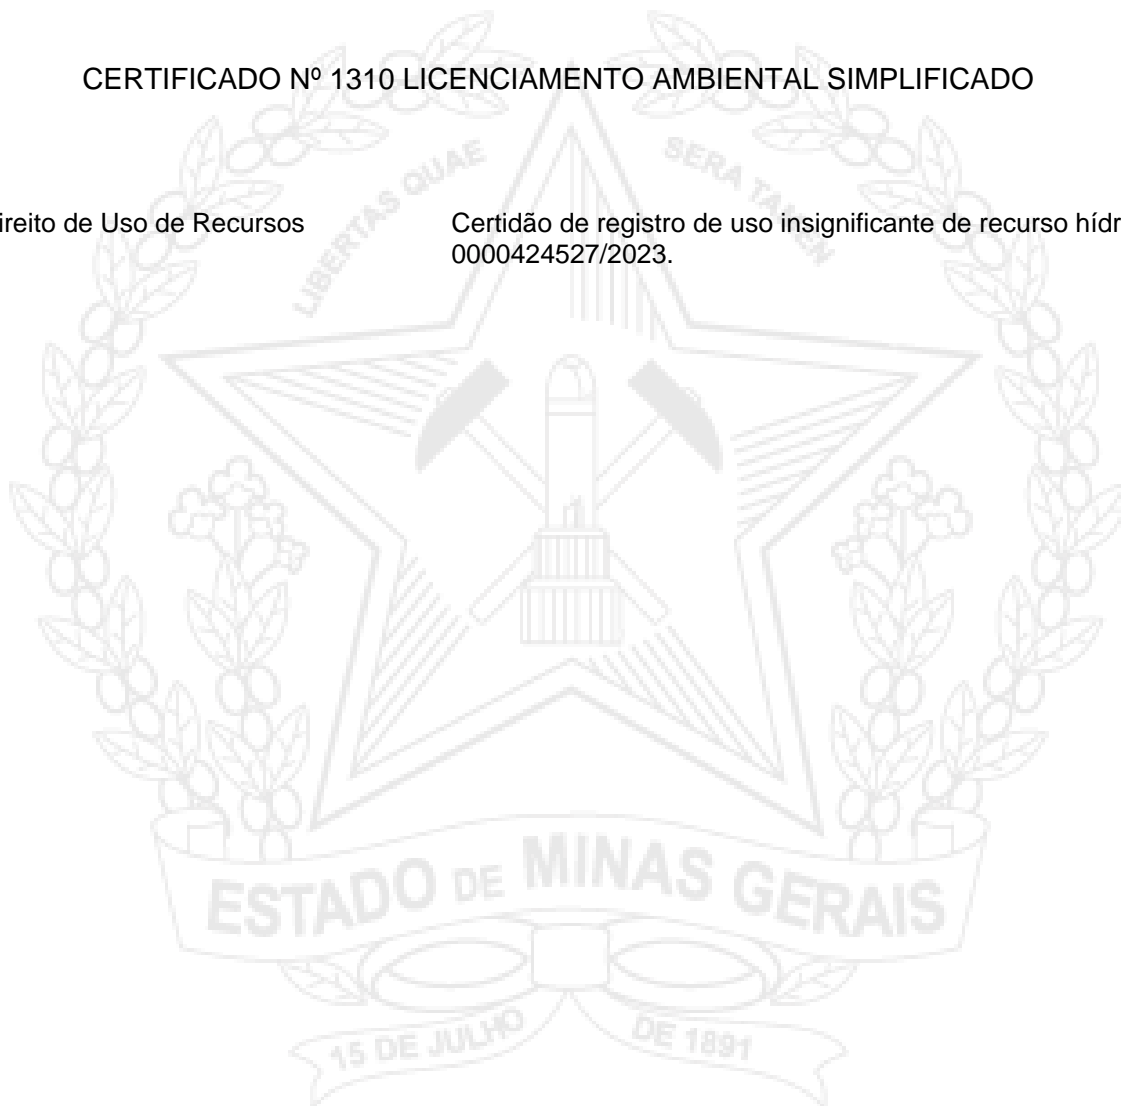 CERTIFICADO Nº 1310 LICENCIAMENTO AMBIENTAL SIMPLIFICADO
LIBERTAS QUAE SERA TAMEN
ireito de Uso de Recursos
Certidão de registro de uso insignificante de recurso hídr
0000424527/2023.
ESTADO DE MINAS GERAIS
15 DE JULHO DE 1891